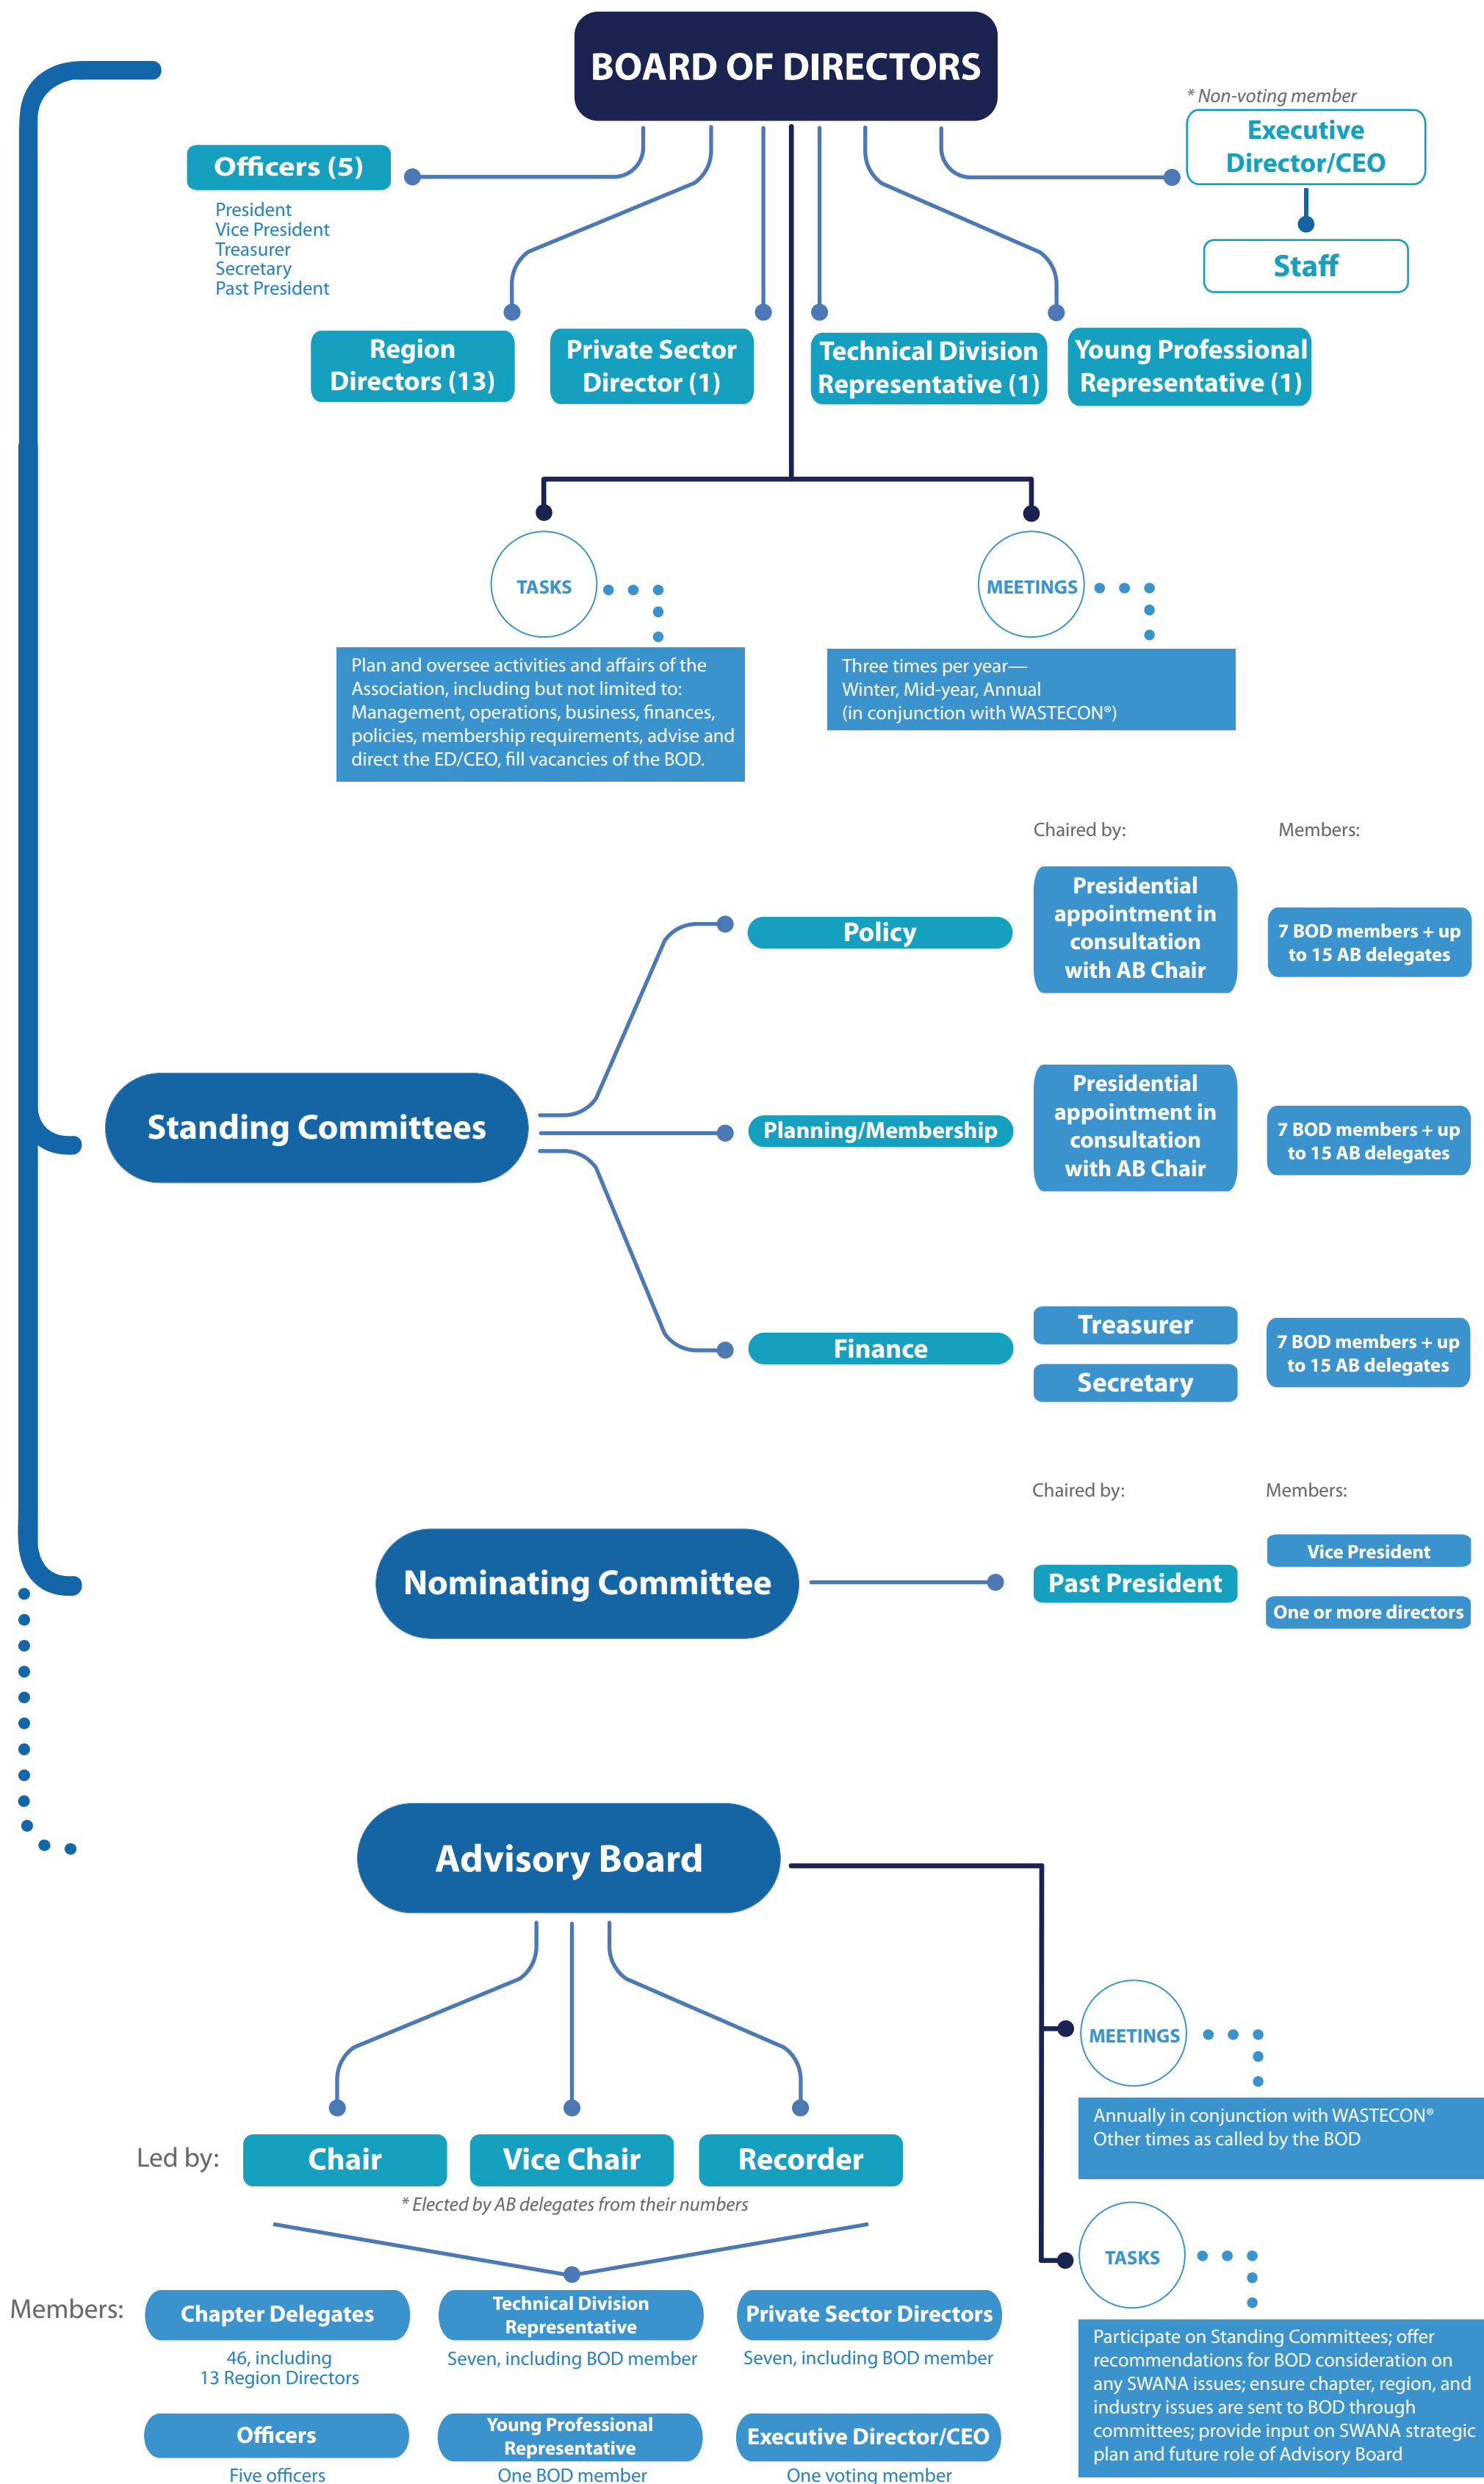 BOARD OF DIRECTORS
* Non-voting member
Executive
Director/CEO
Staff
Officers (5)
President
Vice President
Treasurer
Secretary
Past President
Region
Directors (13)
Private Sector
Director (1)
Technical Division
Representative (1)
Young Professional
Representative (1)
TASKS
Plan and oversee activities and affairs of the
Association, including but not limited to:
Management, operations, business, finances,
policies, membership requirements, advise and
direct the ED/CEO, fill vacancies of the BOD.
MEETINGS
Three times per year—
Winter, Mid-year, Annual
(in conjunction with WASTECON®)
Chaired by:
Members:
Standing Committees
Policy
Presidential
appointment in
consultation
with AB Chair
7 BOD members + up
to 15 AB delegates
Planning/Membership
Presidential
appointment in
consultation
with AB Chair
7 BOD members + up
to 15 AB delegates
Finance
Treasurer
Secretary
7 BOD members + up
to 15 AB delegates
Chaired by:
Members:
Nominating Committee
Past President
Vice President
One or more directors
Advisory Board
Led by:
Chair
Vice Chair
Recorder
* Elected by AB delegates from their numbers
Members:
Chapter Delegates
46, including
13 Region Directors
Technical Division
Representative
Seven, including BOD member
Private Sector Directors
Seven, including BOD member
Officers
Five officers
Young Professional
Representative
One BOD member
Executive Director/CEO
One voting member
MEETINGS
Annually in conjunction with WASTECON®
Other times as called by the BOD
TASKS
Participate on Standing Committees; offer
recommendations for BOD consideration on
any SWANA issues; ensure chapter, region, and
industry issues are sent to BOD through
committees; provide input on SWANA strategic
plan and future role of Advisory Board